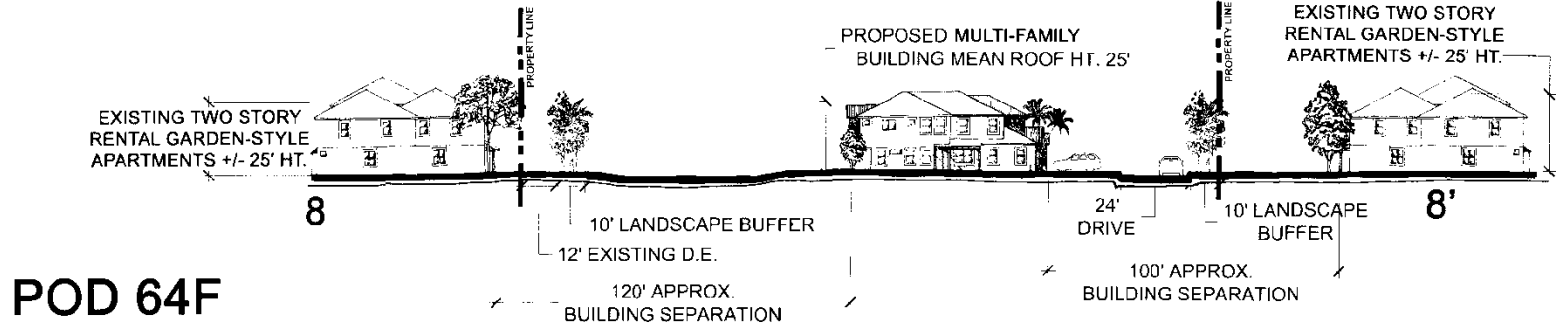 EXISTING TWO STORY
RENTAL GARDEN-STYLE
APARTMENTS +/- 25' HT.
PROPERTY LINE
PROPOSED MULTI-FAMILY
BUILDING MEAN ROOF HT. 25'
PROPERTY LINE
EXISTING TWO STORY
RENTAL GARDEN-STYLE
APARTMENTS +/- 25' HT.
8
10' LANDSCAPE BUFFER
12' EXISTING D.E.
120' APPROX.
BUILDING SEPARATION
24'
DRIVE
10' LANDSCAPE
BUFFER
8'
100' APPROX.
BUILDING SEPARATION
POD 64F